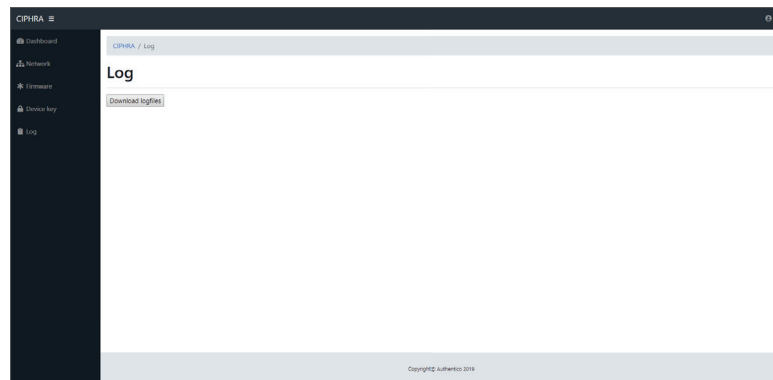 CIPHRA
Dashboard
Network
Firmware
Device key
Log
CIPHRA / Log
Log
Download logfiles
Copyright© Authentico 2019